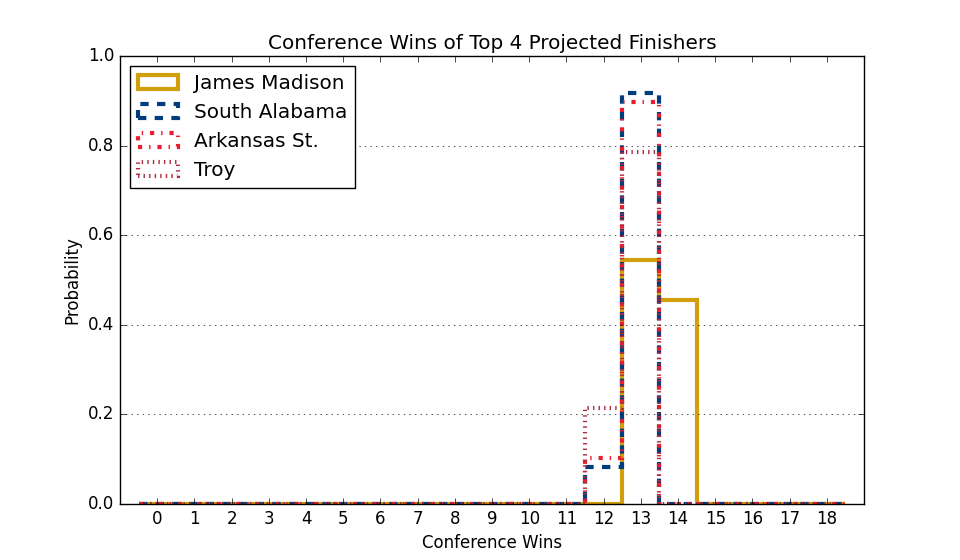 Conference Wins of Top 4 Projected Finishers
1.0
0.8
0.6
0.4
0.2
0.0
Probability
James Madison
South Alabama
Arkansas St.
Troy
0 1 2 3 4 5 6 7 8 9 10 11 12 13 14 15 16 17 18
Conference Wins